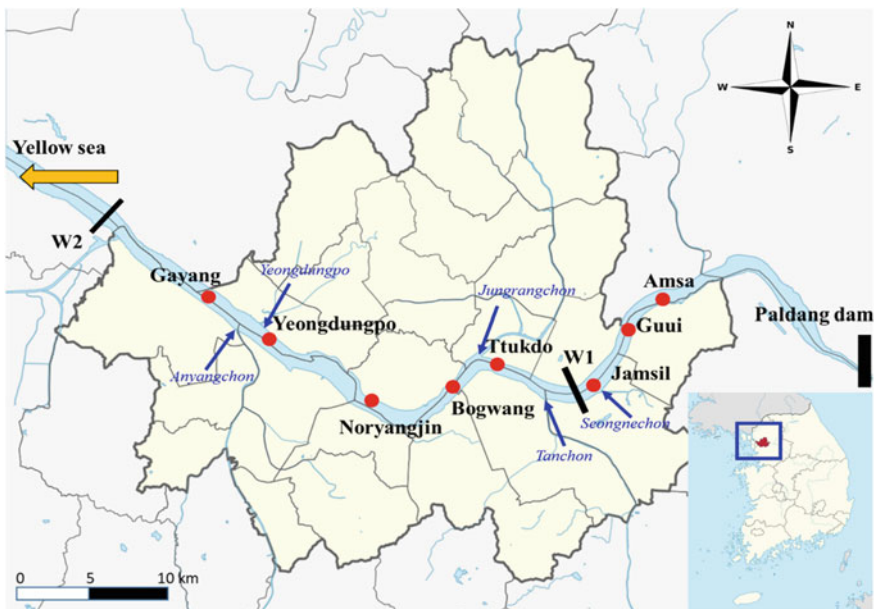 N
W
E
S
Yellow sea
W2
Gayang
Yeongdungpo
Jungrangchon
Amsa
Paldang dam
Yeongdungpo
Guui
Ttukdo
W1
Anyangchon
Jamsil
Bogwang
Seongnechon
Noryangjin
Tanchon
0 5 10 km